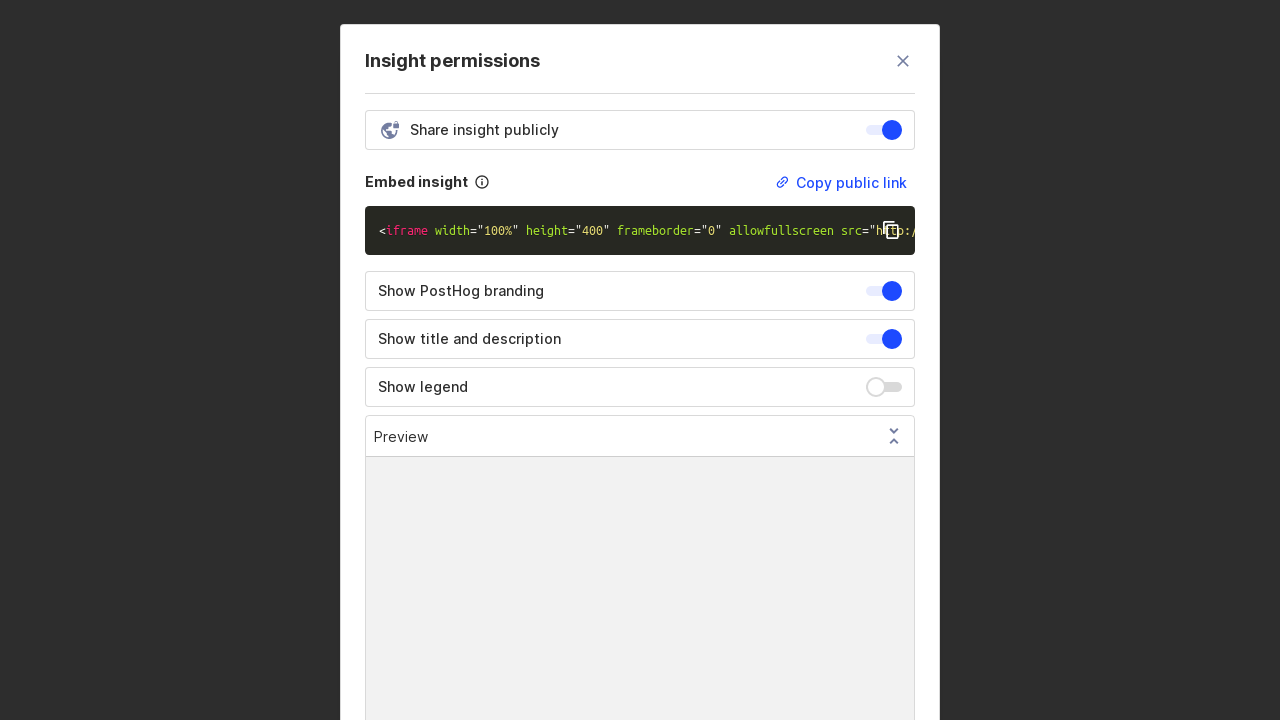 Insight permissions
Share insight publicly
Embed insight
Copy public link
<iframe width="100%" height="400" frameborder="0" allowfullscreen src="http:/
Show PostHog branding
Show title and description
Show legend
Preview